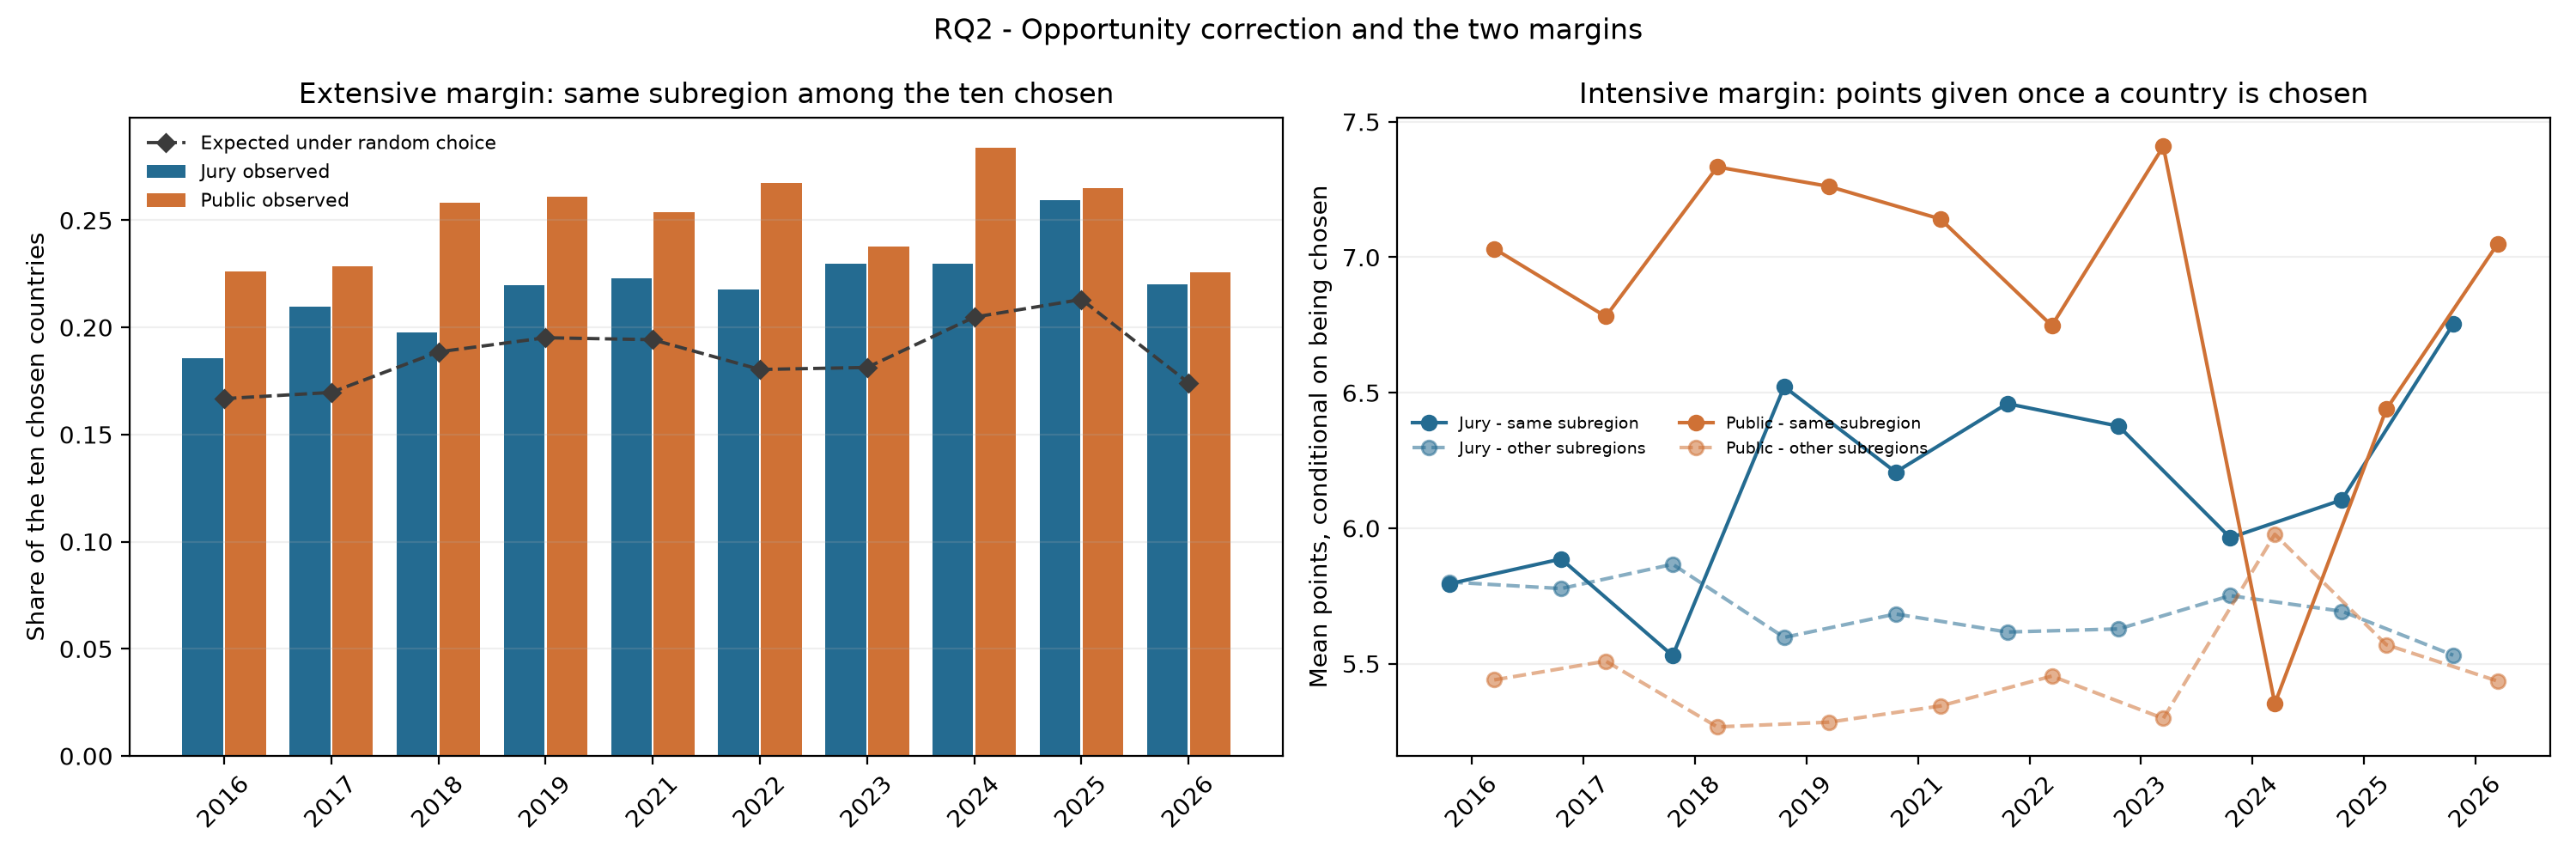 RQ2 - Opportunity correction and the two margins
Extensive margin: same subregion among the ten chosen
Share of the ten chosen countries
0.25
0.20
0.15
0.10
0.05
0.00
Expected under random choice
Jury observed
Public observed
2016
2017
2018
2019
2021
2022
2023
2024
2025
2026
Intensive margin: points given once a country is chosen
Mean points, conditional on being chosen
7.5
7.0
6.5
6.0
5.5
Jury - same subregion
Jury - other subregions
Public - same subregion
Public - other subregions
2016
2017
2018
2019
2021
2022
2023
2024
2025
2026